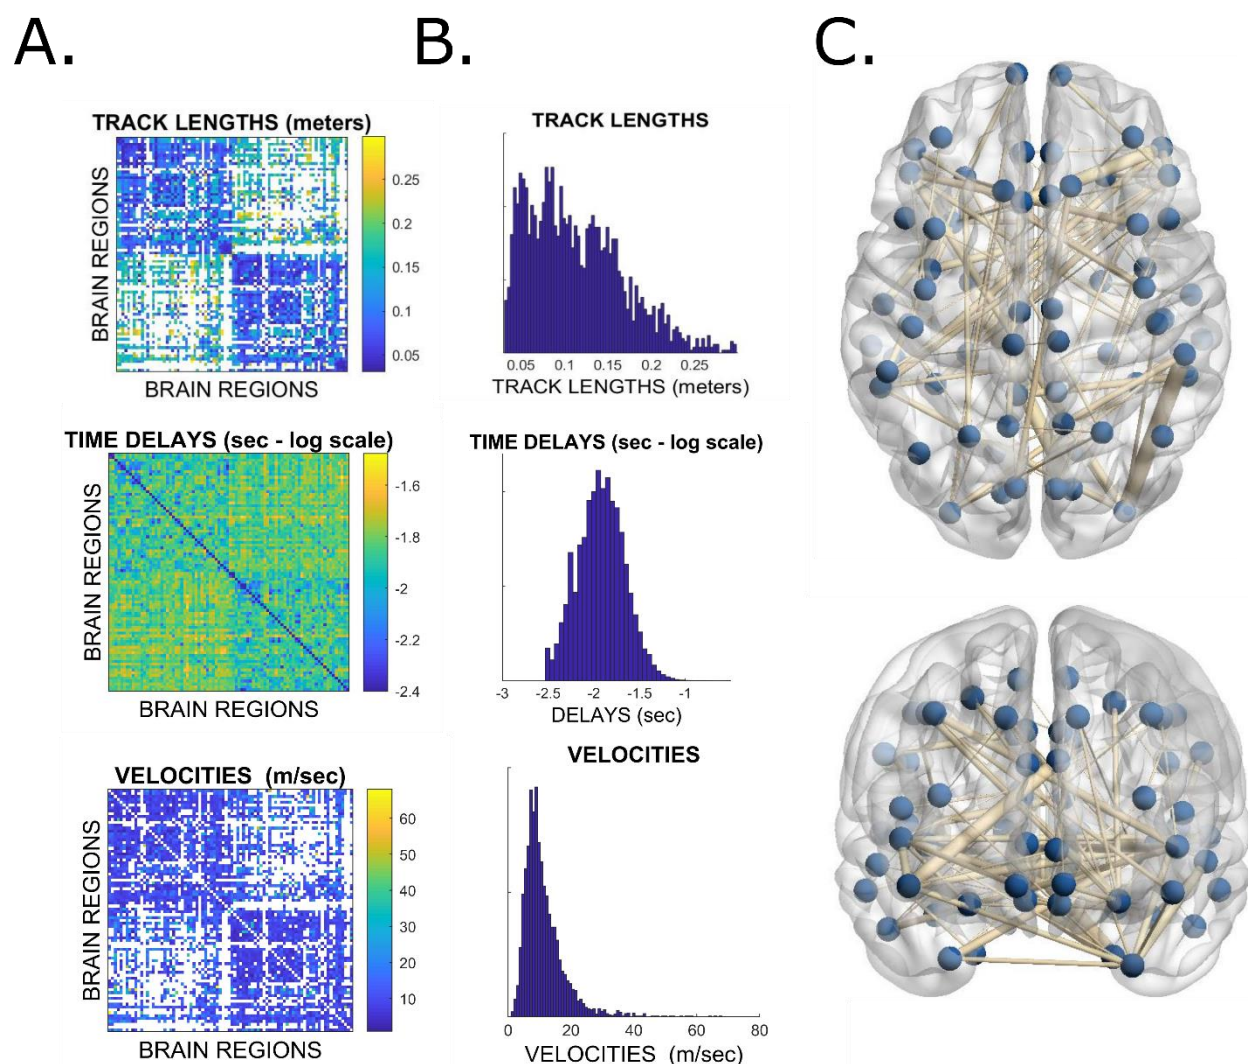 A.
B.
C.
TRACK LENGTHS (meters)
BRAIN REGIONS
0.25
0.2
0.15
0.1
0.05
BRAIN REGIONS
TRACK LENGTHS
0.05 0.1 0.15 0.2 0.25
TRACK LENGTHS (meters)
TIME DELAYS (sec - log scale)
BRAIN REGIONS
-1.6
-1.8
-2
-2.2
-2.4
BRAIN REGIONS
TIME DELAYS (sec - log scale)
-3 -2.5 -2 -1.5 -1
DELAYS (sec)
VELOCITIES (m/sec)
BRAIN REGIONS
60
50
40
30
20
10
BRAIN REGIONS
VELOCITIES
0 20 40 60 80
VELOCITIES (m/sec)